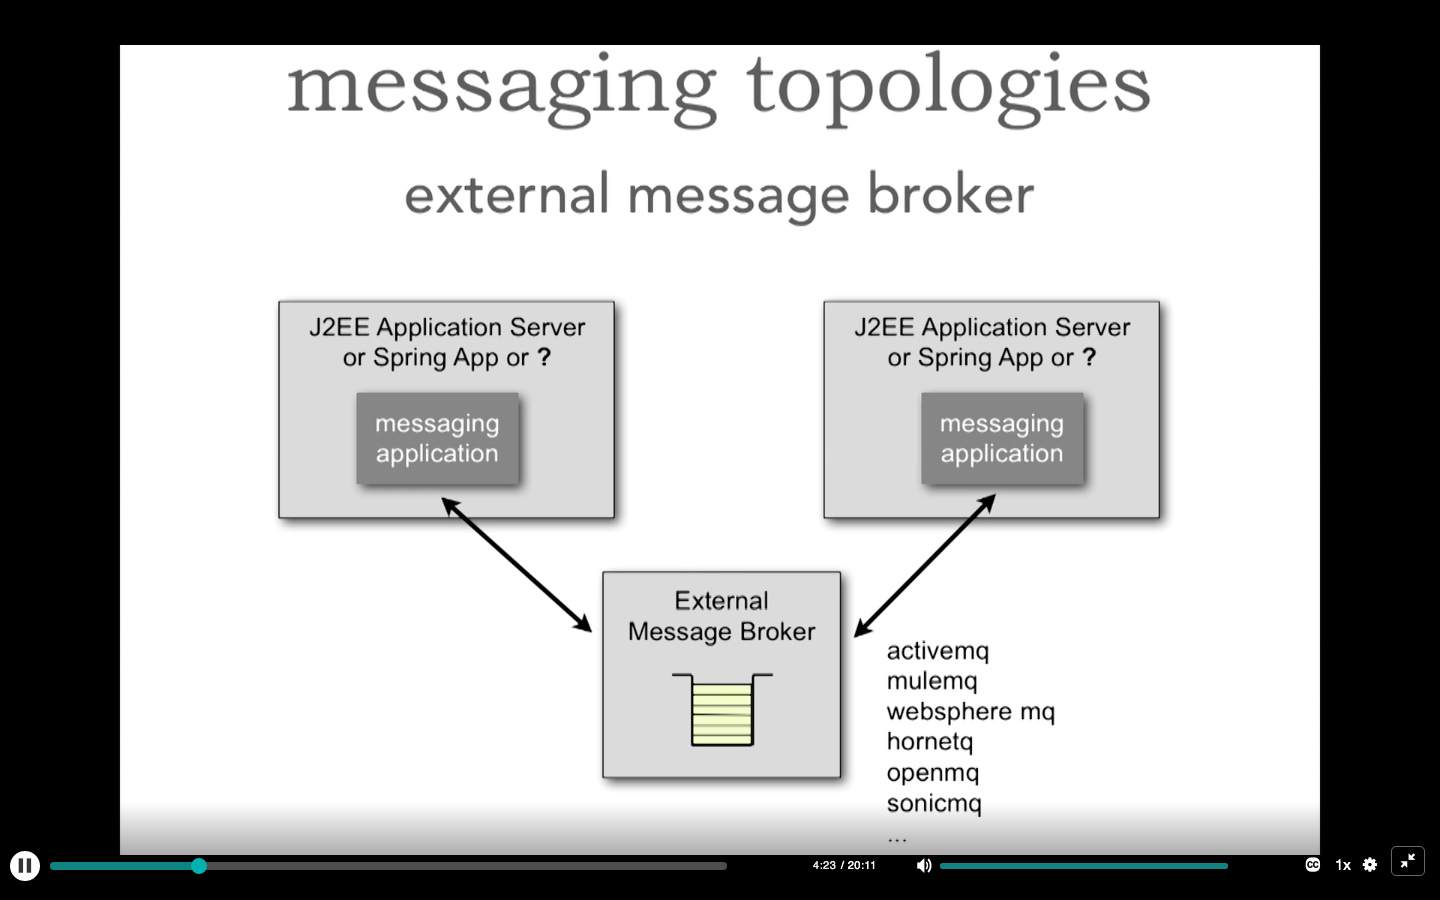 messaging topologies
external message broker
J2EE Application Server
or Spring App or ?
messaging
application
J2EE Application Server
or Spring App or ?
messaging
application
External
Message Broker
activemq
mulemq
websphere mq
hornetq
openmq
sonicmq
...
4:23 / 20:11
CC
1x